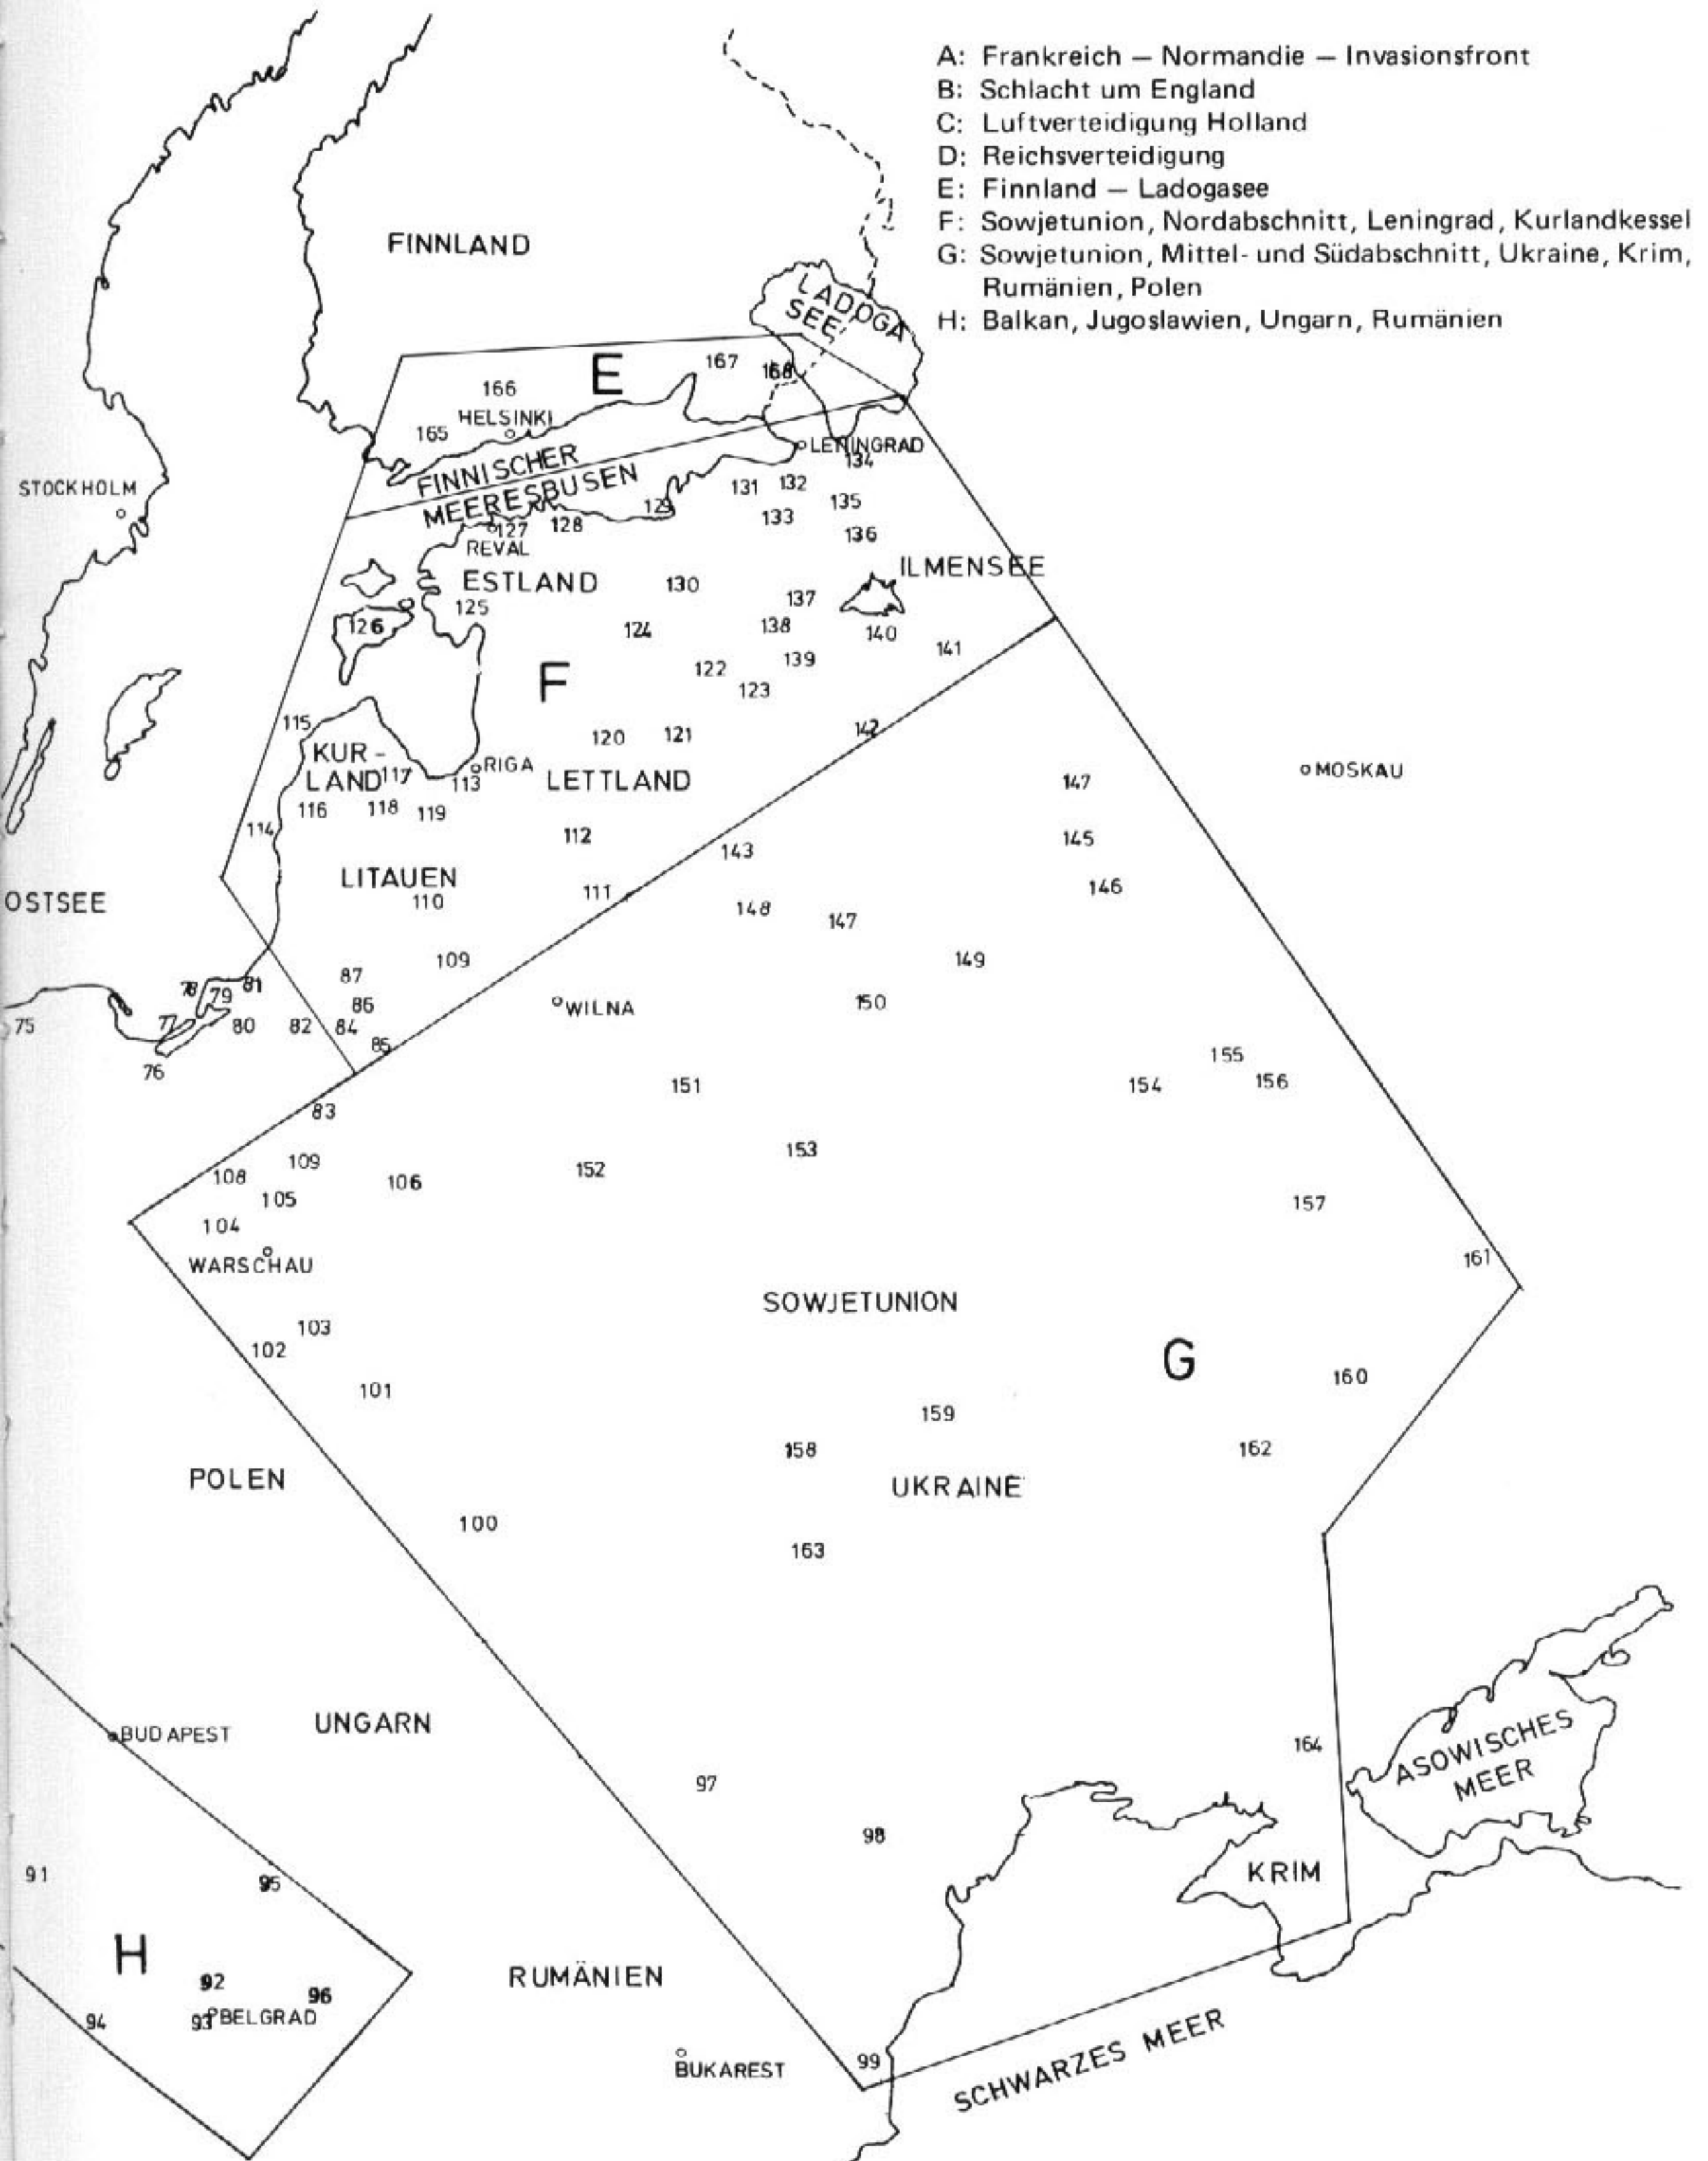 A: Frankreich — Normandie — Invasionsfront
B: Schlacht um England
C: Luftverteidigung Holland
D: Reichsverteidigung
E: Finnland — Ladogasee
F: Sowjetunion, Nordabschnitt, Leningrad, Kurlandkessel
G: Sowjetunion, Mittel- und Südabschnitt, Ukraine, Krim,
Rumänien, Polen
H: Balkan, Jugoslawien, Ungarn, Rumänien
FINNLAND
LADOGA
SEE
E
167
168
166
HELSINKI
165
LENINGRAD
134
FINNISCHER
MEERESBUSEN
STOCKHOLM
131
132
135
129
133
127
128
136
REVAL
ILMENSEE
ESTLAND
130
137
125
126
124
138
140
141
139
122
F
123
115
142
120
121
KUR-
LAND
117
RIGA
113
LETTLAND
MOSKAU
147
116
118
119
114
112
145
143
LITAUEN
146
111
110
OSTSEE
148
147
109
149
87
78
79
81
86
WILNA
150
75
77
80
82
84
85
76
155
151
154
156
83
153
109
152
108
106
105
157
104
WARSCHAU
161
SOWJETUNION
103
102
G
101
160
159
158
162
POLEN
UKRAINE
100
163
UNGARN
BUDAPEST
164
ASOWISCHES
MEER
97
98
91
95
KRIM
H
92
96
RUMÄNIEN
94
93
BELGRAD
99
BUKAREST
SCHWARZES MEER